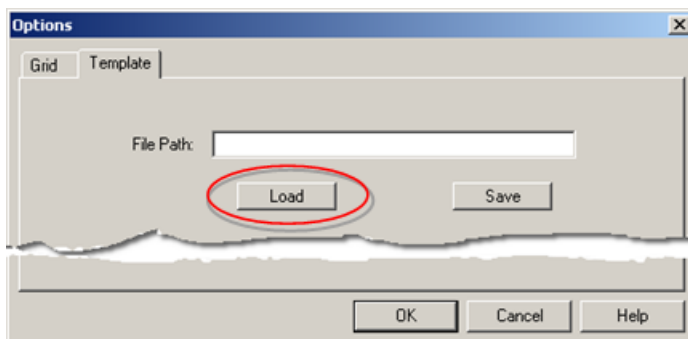 Options
Grid Template
File Path:
Load Save
OK Cancel Help